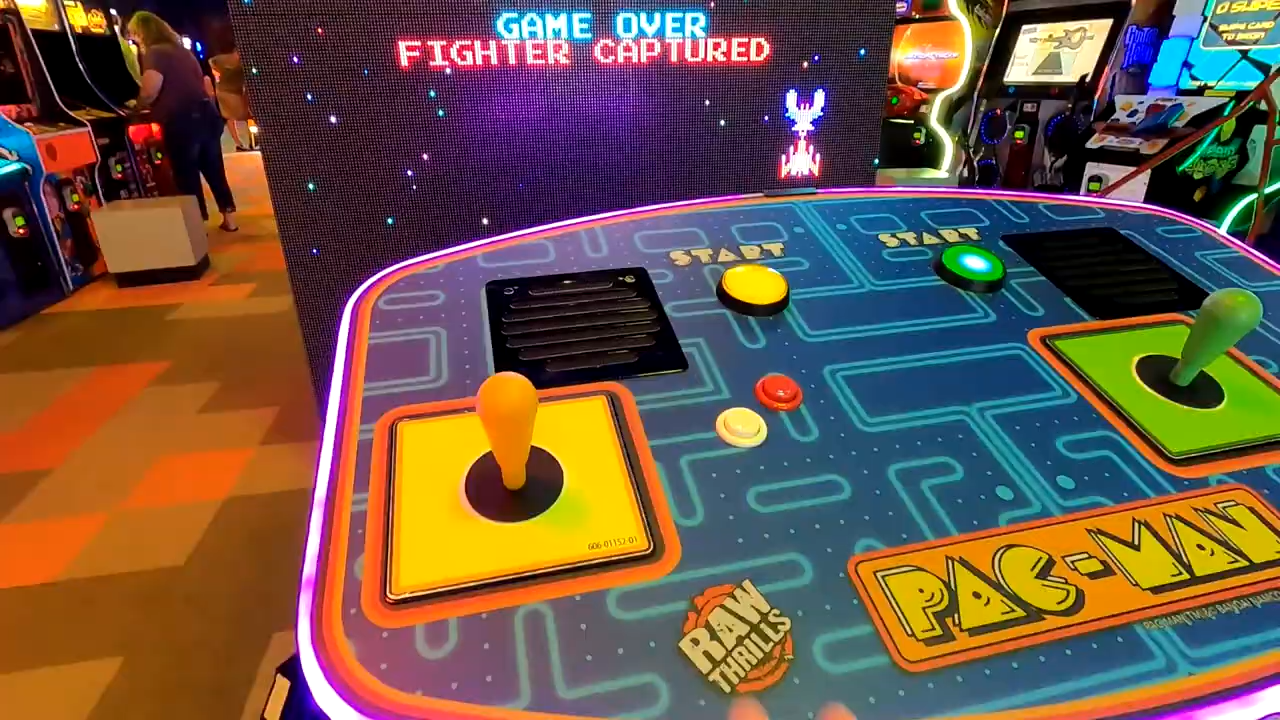 GAME OVER
FIGHTER CAPTURED
START
START
606-01152-01
PAC-MAN
RAW
THRILLS